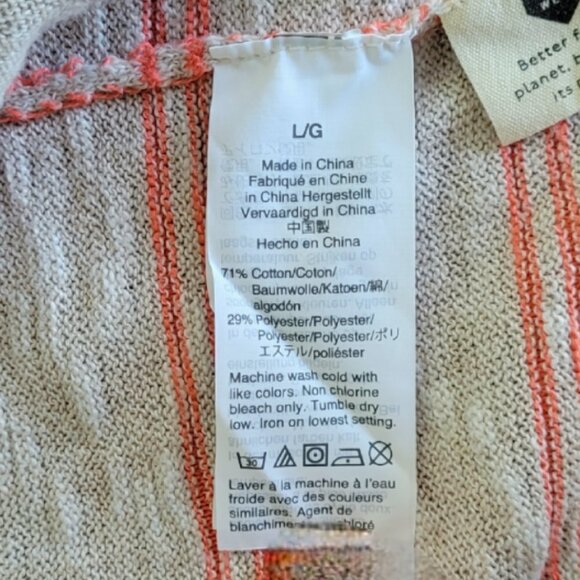 Better f
planet. b
its
L/G
Made in China
Fabriqué en Chine
in China Hergestellt
Vervaardigd in China
中国製
Hecho en China
71% Cotton/Coton/
Baumwolle/Katoen/綿/
algodón
29% Polyester/Polyester/
Polyester/Polyester/ポリ
エステル/poliéster
Machine wash cold with
like colors. Non chlorine
bleach only. Tumble dry
low. Iron on lowest setting.
30
Laver à la machine à l'eau
froide avec des couleurs
similaires. Agent de